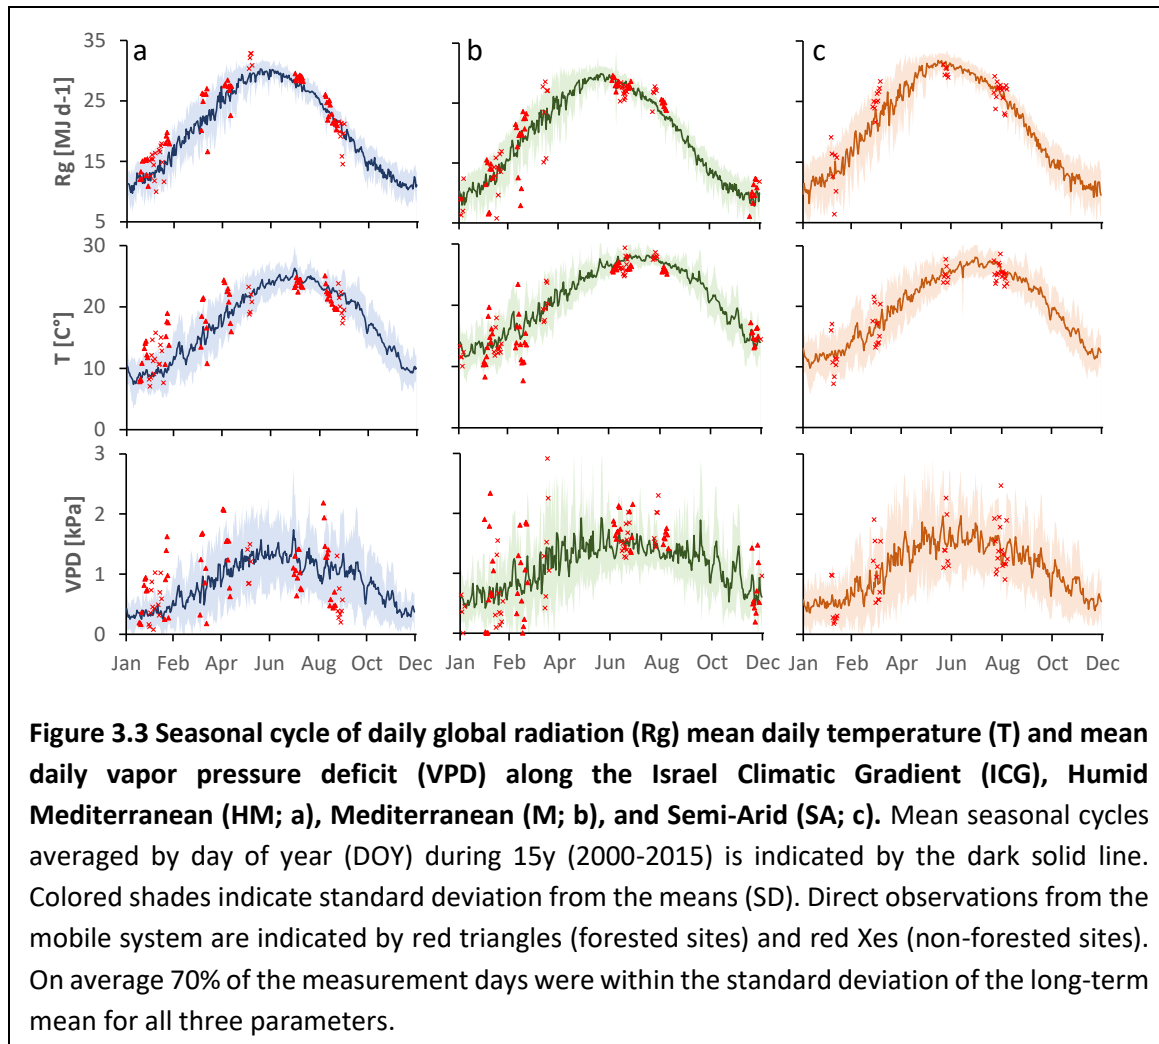 a b c
35
25
15
5
Rg [MJ d-1]
30
20
10
0
T [C°]
3
2
1
0
VPD [kPa]
Jan Feb Apr Jun Aug Oct Dec
Jan Feb Apr Jun Aug Oct Dec
Jan Feb Apr Jun Aug Oct Dec
Figure 3.3 Seasonal cycle of daily global radiation (Rg) mean daily temperature (T) and mean
daily vapor pressure deficit (VPD) along the Israel Climatic Gradient (ICG), Humid
Mediterranean (HM; a), Mediterranean (M; b), and Semi-Arid (SA; c). Mean seasonal cycles
averaged by day of year (DOY) during 15y (2000-2015) is indicated by the dark solid line.
Colored shades indicate standard deviation from the means (SD). Direct observations from the
mobile system are indicated by red triangles (forested sites) and red Xes (non-forested sites).
On average 70% of the measurement days were within the standard deviation of the long-term
mean for all three parameters.